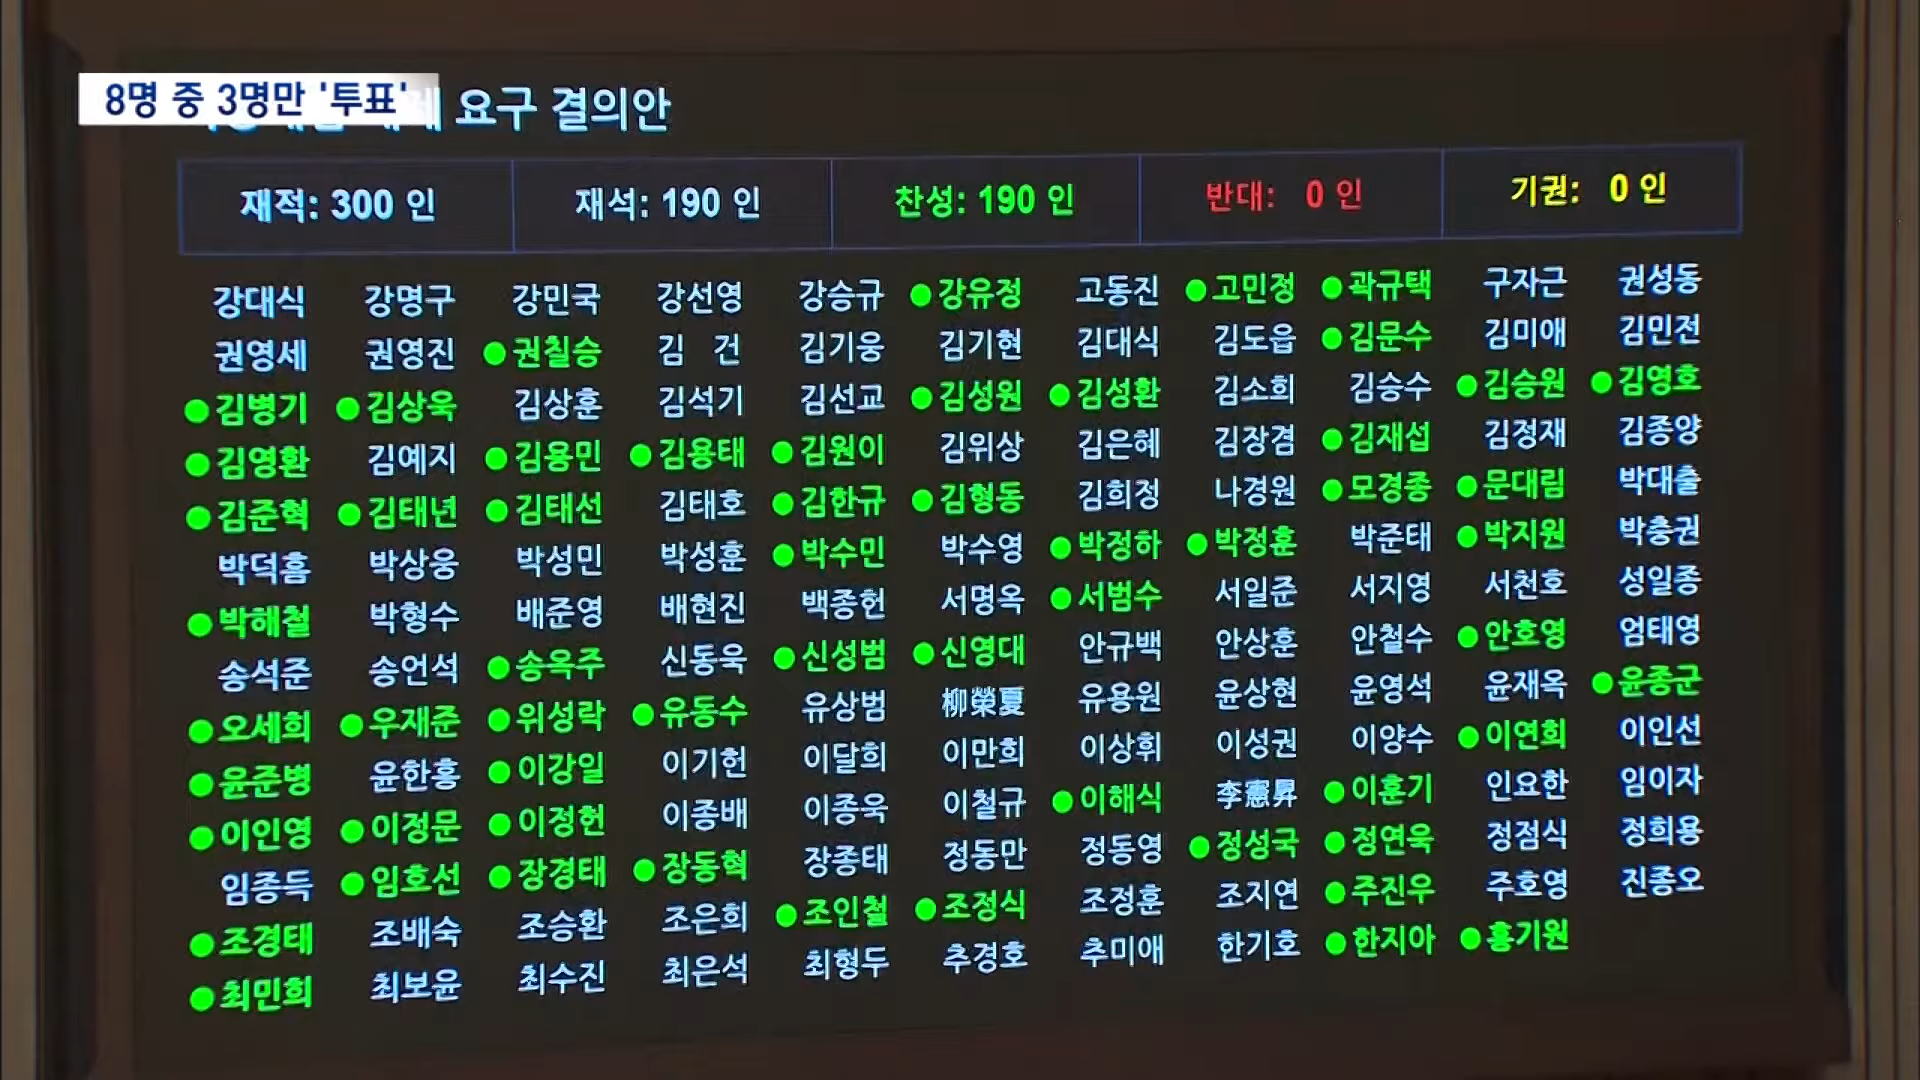 8명 중 3명만 '투표'
요구 결의안
재적: 300 인 재석: 190 인 찬성: 190 인 반대: 0 인 기권: 0 인
강대식 강명구 강민국 강선영 강승규 강유정 고동진 고민정 곽규택 구자근 권성동
권영세 권영진 권칠승 김 건 김기웅 김기현 김대식 김도읍 김문수 김미애 김민전
김병기 김상욱 김상훈 김석기 김선교 김성원 김성환 김소희 김승수 김승원 김영호
김영환 김예지 김용민 김용태 김원이 김위상 김은혜 김장겸 김재섭 김정재 김종양
김준혁 김태년 김태선 김태호 김한규 김형동 김희정 나경원 모경종 문대림 박대출
박덕흠 박상웅 박성민 박성훈 박수민 박수영 박정하 박정훈 박준태 박지원 박충권
박해철 박형수 배준영 배현진 백종헌 서명옥 서범수 서일준 서지영 서천호 성일종
송석준 송언석 송옥주 신동욱 신성범 신영대 안규백 안상훈 안철수 안호영 엄태영
오세희 우재준 위성락 유동수 유상범 柳榮夏 유용원 윤상현 윤영석 윤재옥 윤종군
윤준병 윤한홍 이강일 이기헌 이달희 이만희 이상휘 이성권 이양수 이연희 이인선
이인영 이정문 이정헌 이종배 이종욱 이철규 이해식 李憲昇 이훈기 인요한 임이자
임종득 임호선 장경태 장동혁 장종태 정동만 정동영 정성국 정연욱 정점식 정희용
조경태 조배숙 조승환 조은희 조인철 조정식 조정훈 조지연 주진우 주호영 진종오
최민희 최보윤 최수진 최은석 최형두 추경호 추미애 한기호 한지아 홍기원